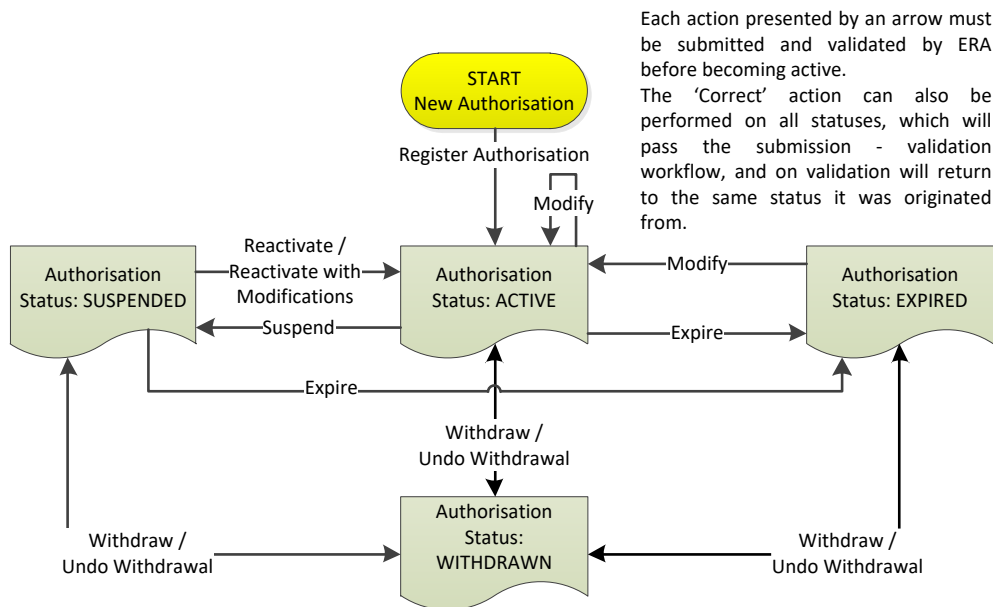 Each action presented by an arrow must
be submitted and validated by ERA
before becoming active.
The ‘Correct’ action can also be
performed on all statuses, which will
pass the submission - validation
workflow, and on validation will return
to the same status it was originated
from.
START
New Authorisation
Register Authorisation
Modify
Authorisation
Status: SUSPENDED
Reactivate /
Reactivate with
Modifications
Authorisation
Status: ACTIVE
Modify
Authorisation
Status: EXPIRED
Suspend
Expire
Expire
Withdraw /
Undo Withdrawal
Authorisation
Status:
WITHDRAWN
Withdraw /
Undo Withdrawal
Withdraw /
Undo Withdrawal